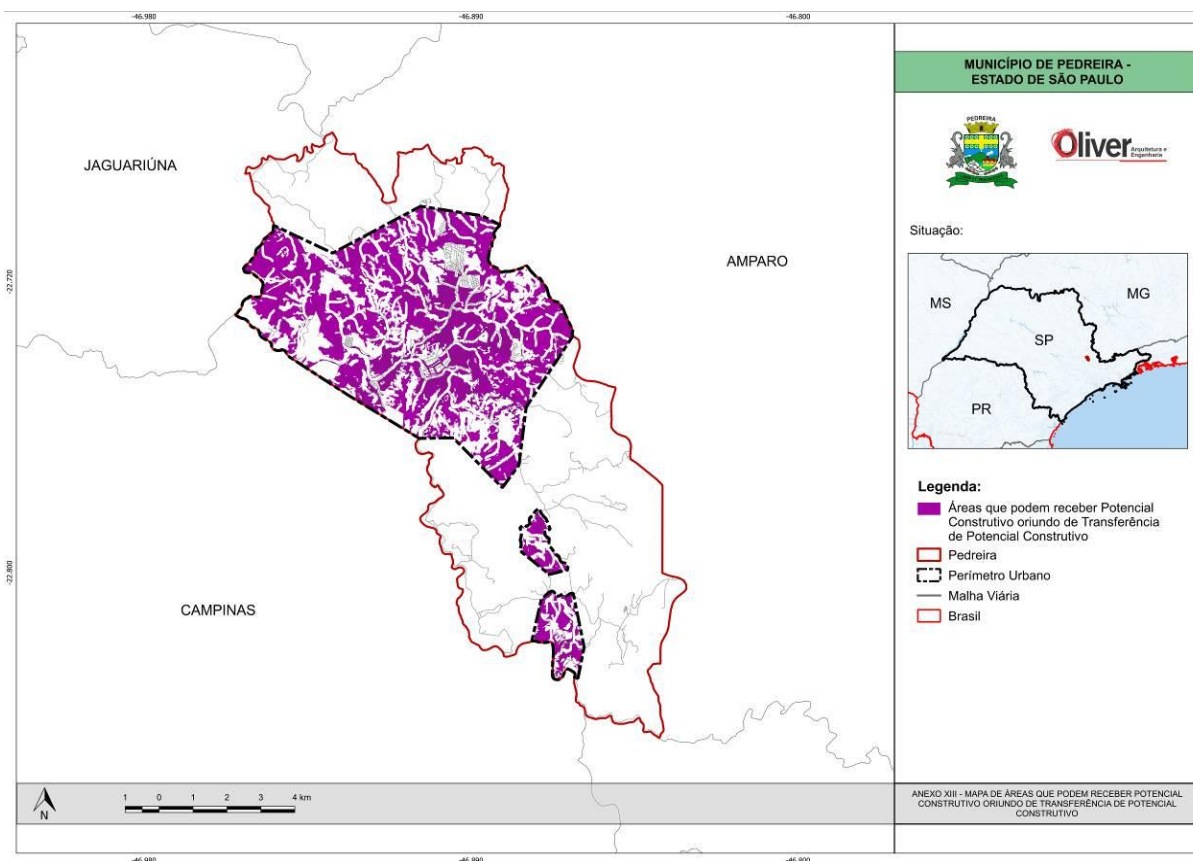 -46.980
-46.890
-46.800
MUNICÍPIO DE PEDREIRA -
ESTADO DE SÃO PAULO
PEDREIRA
Oliver
Arquitetura e
Engenharia
JAGUARIÚNA
AMPARO
CAMPINAS
-22.720
-22.800
Situação:
MS
MG
SP
PR
Legenda:
Áreas que podem receber Potencial
Construtivo oriundo de Transferência
de Potencial Construtivo
Pedreira
Perímetro Urbano
Malha Viária
Brasil
N
1 0 1 2 3 4 km
ANEXO XIII - MAPA DE ÁREAS QUE PODEM RECEBER POTENCIAL
CONSTRUTIVO ORIUNDO DE TRANSFERÊNCIA DE POTENCIAL
CONSTRUTIVO
-46.980
-46.890
-46.800